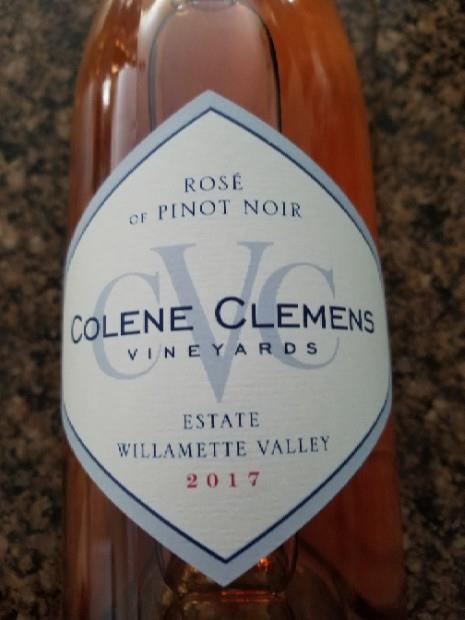 ROSÉ
OF PINOT NOIR
CVC
COLENE CLEMENS
VINEYARDS
ESTATE
WILLAMETTE VALLEY
2017